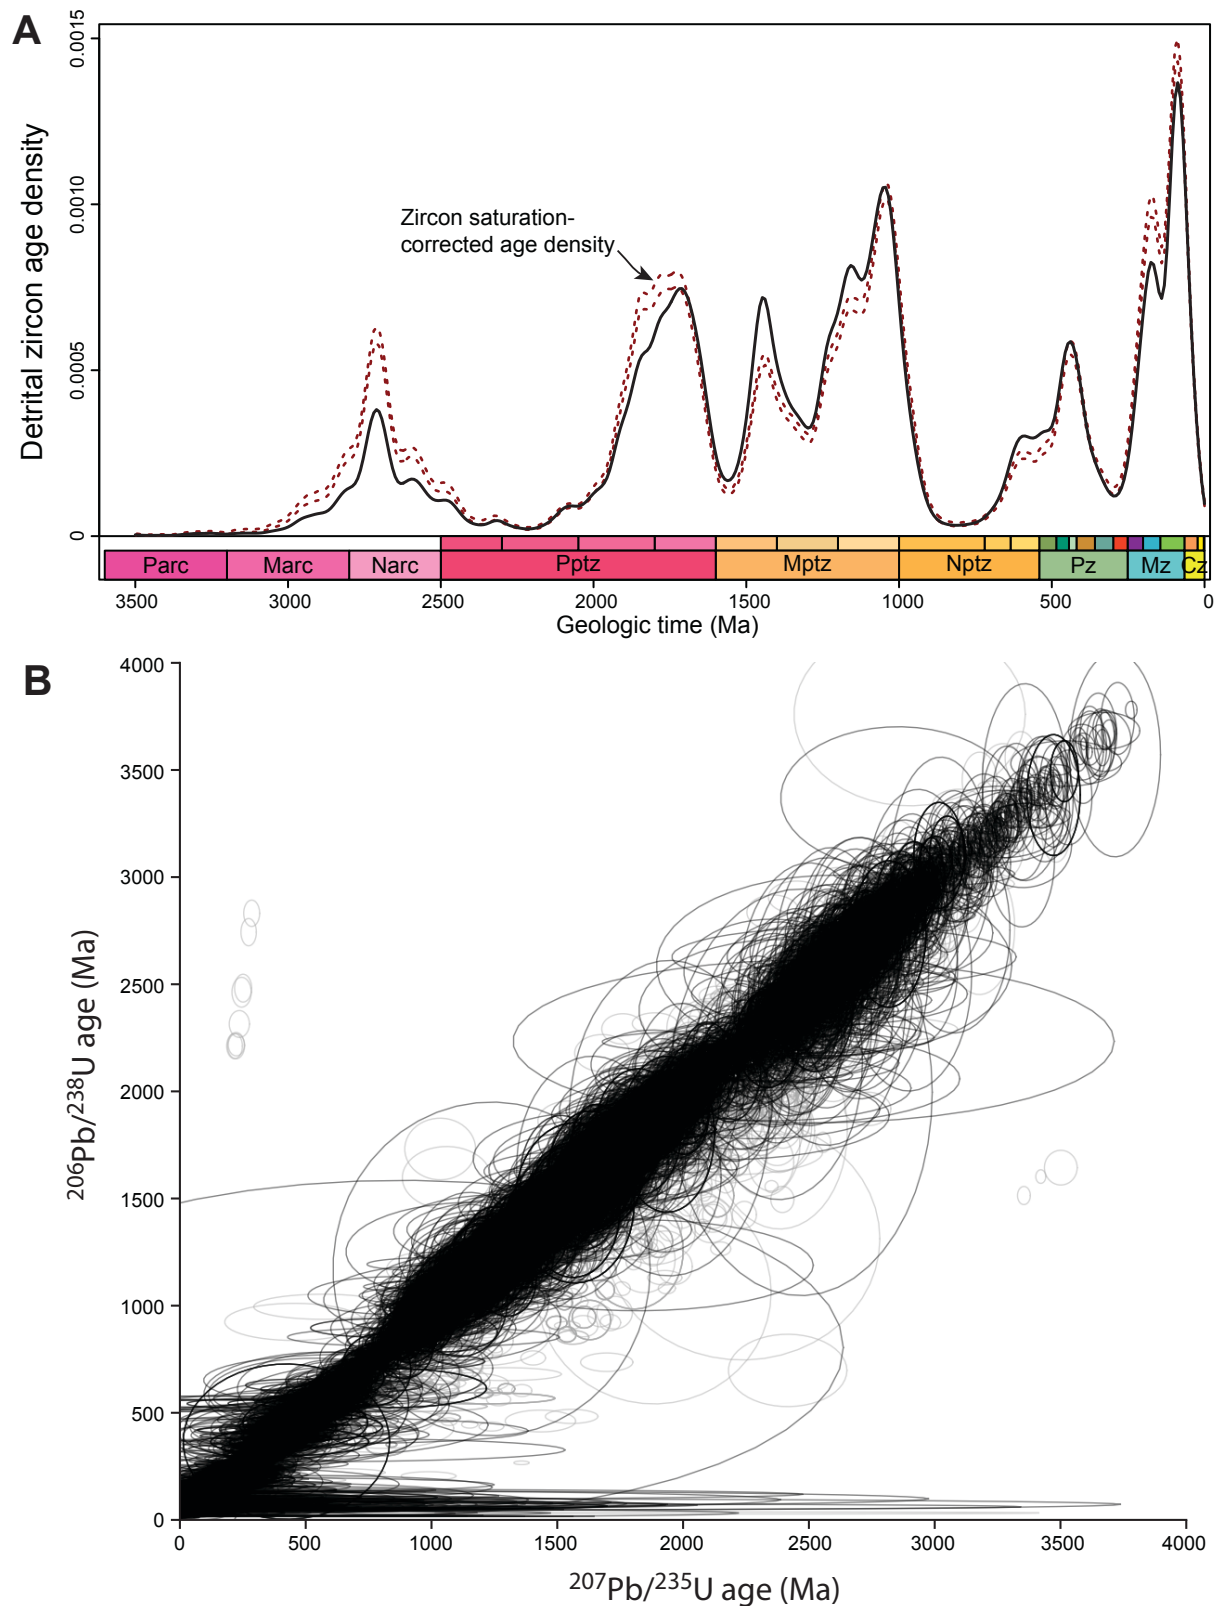 A
Detrital zircon age density
0.0015
0.0010
0.0005
0
Zircon saturation-
corrected age density
Parc Marc Narc Pptz Mptz Nptz Pz Mz Cz
3500 3000 2500 2000 1500 1000 500 0
Geologic time (Ma)
B
206Pb/238U age (Ma)
4000
3500
3000
2500
2000
1500
1000
500
0
0 500 1000 1500 2000 2500 3000 3500 4000
207Pb/235U age (Ma)